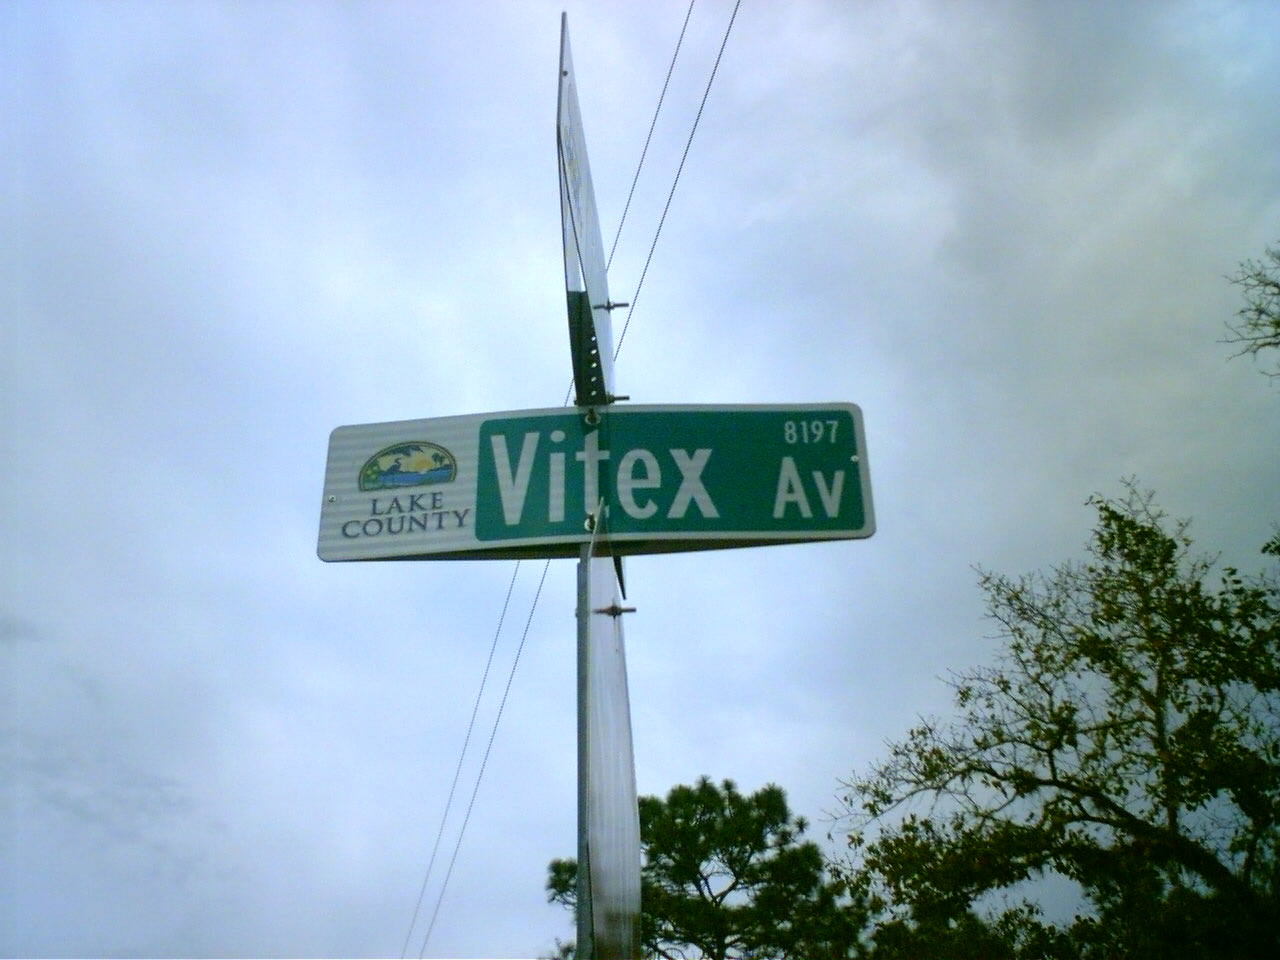 LAKE
COUNTY
Vitex Av
8197